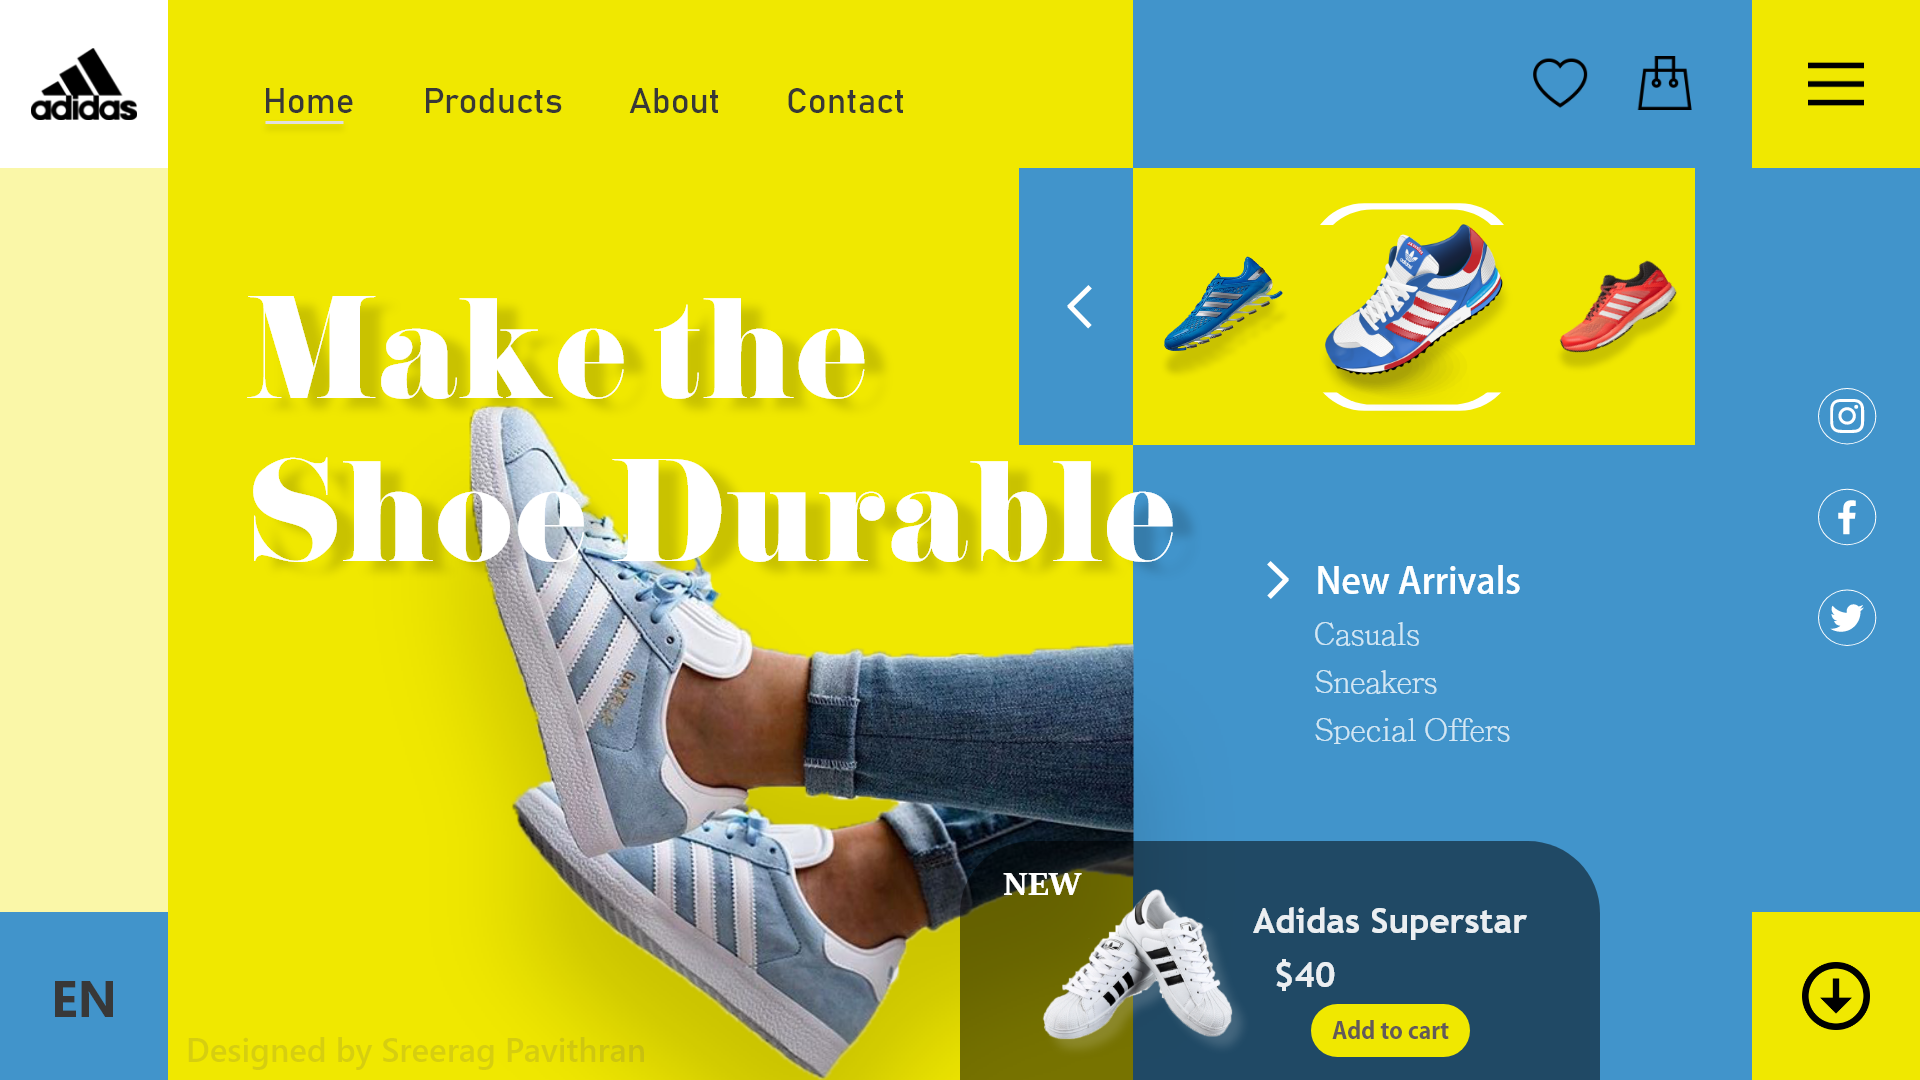 adidas
Home Products About Contact
Make the
Shoe Durable
GAZELLE
New Arrivals
Casuals
Sneakers
Special Offers
NEW
Adidas Superstar
$40
Add to cart
EN
Designed by Sreerag Pavithran